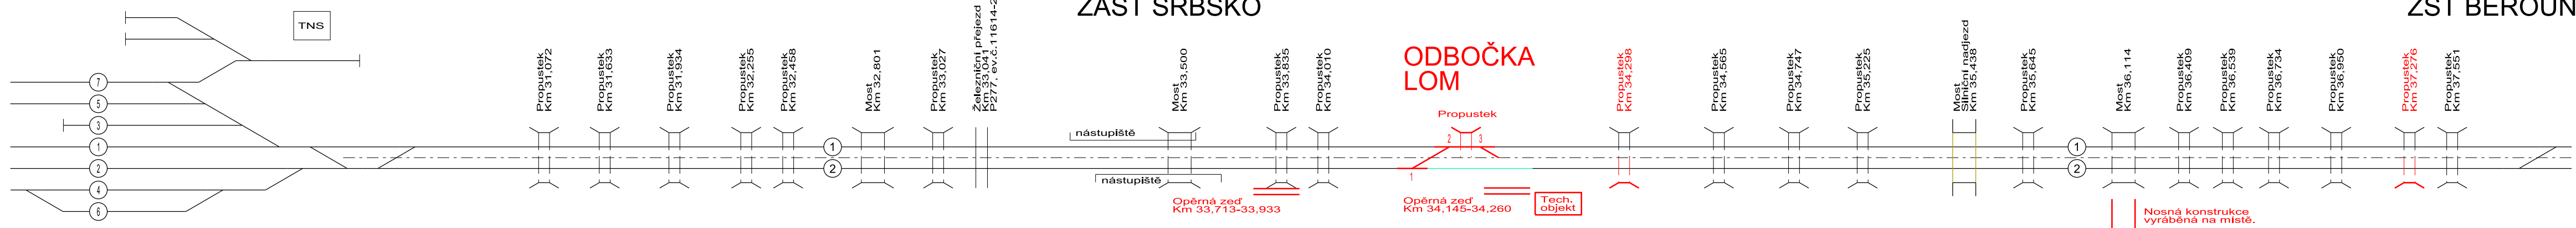 ZAST SRBSKO
ZST BEROUN
TNS
7
5
3
1
2
4
6
Propustek
Km 31,072
Propustek
Km 31,633
Propustek
Km 31,934
Propustek
Km 32,255
Propustek
Km 32,458
1
2
Most
Km 32,801
Propustek
Km 33,027
Železniční přejezd
Km 33,041
P277, ev.č.11614-2
nástupiště
nástupiště
Most
Km 33,500
Opěrná zeď
Km 33,713-33,933
Propustek
Km 33,835
Propustek
Km 34,010
ODBOČKA
LOM
Propustek
2
3
1
Opěrná zeď
Km 34,145-34,260
Tech.
objekt
Propustek
Km 34,298
Propustek
Km 34,565
Propustek
Km 34,747
Propustek
Km 35,225
Most
Silniční nadjezd
Km 35,438
Propustek
Km 35,645
1
2
Most
Km 36,114
Nosná konstrukce
vyráběná na místě.
Propustek
Km 36,409
Propustek
Km 36,539
Propustek
Km 36,734
Propustek
Km 36,950
Propustek
Km 37,276
Propustek
Km 37,551